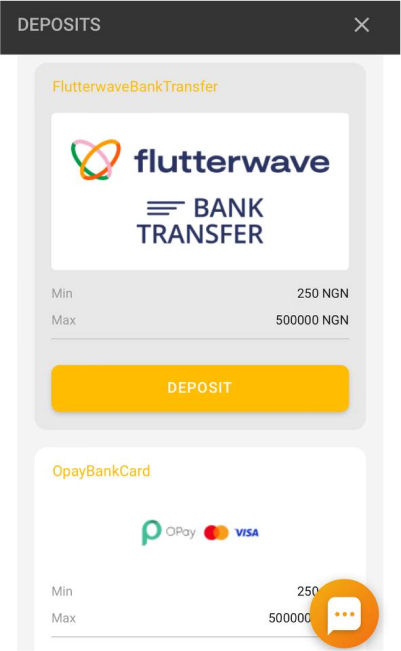 DEPOSITS
FlutterwaveBankTransfer
flutterwave
BANK
TRANSFER
Min 250 NGN
Max 500000 NGN
DEPOSIT
OpayBankCard
OPay VISA
Min 250
Max 500000